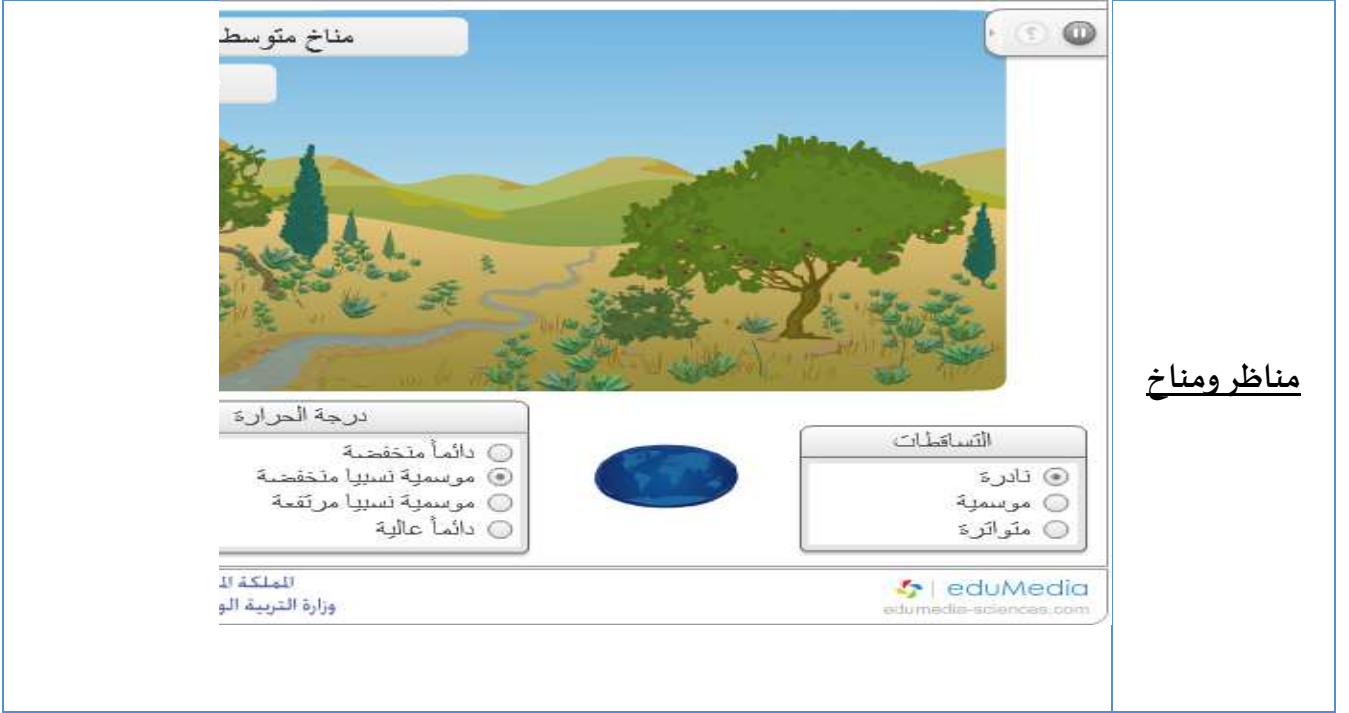 مناظر ومناخ
مناخ متوسط
درجة الحرارة
دائماً منخفضة
موسمية نسبيا منخفضة
موسمية نسبيا مرتفعة
دائماً عالية
التساقطات
نادرة
موسمية
متواترة
eduMedia
edumedia-sciences.com
المملكة
وزارة التربية